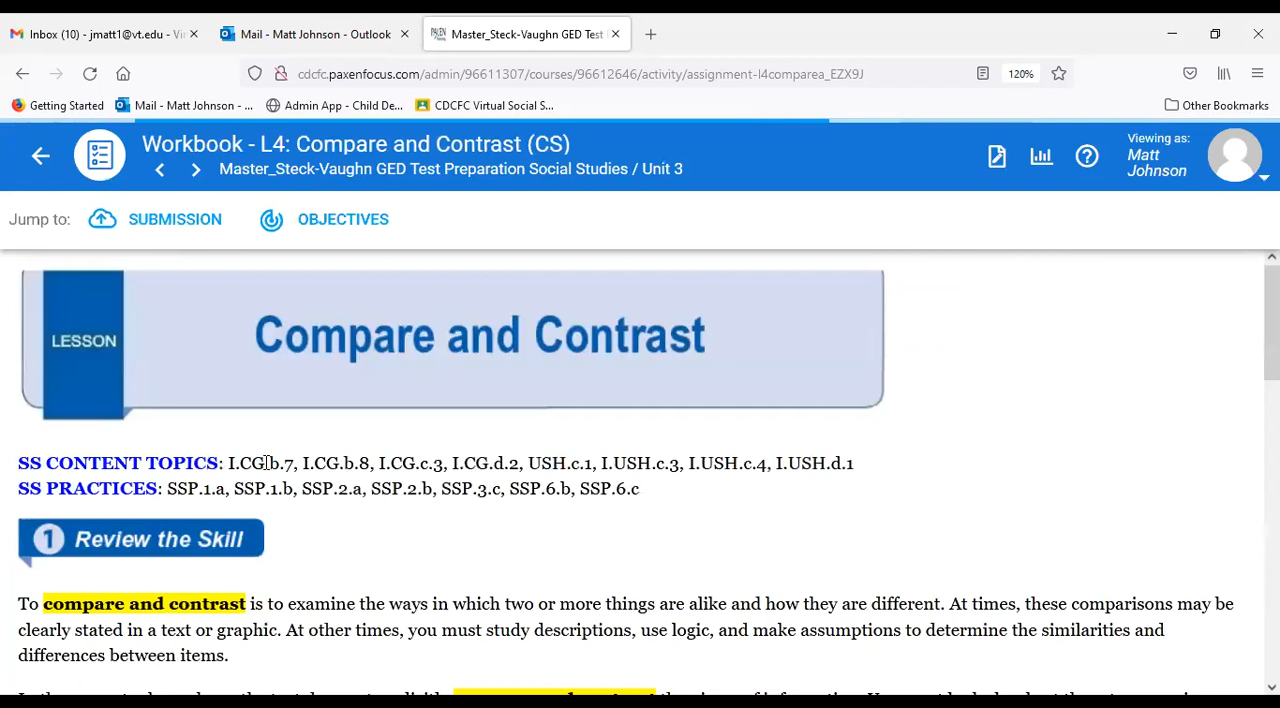 Inbox (10) - jmatt1@vt.edu - Vir
Mail - Matt Johnson - Outlook
PAXEN Master_Steck-Vaughn GED Test
cdcfc.paxenfocus.com/admin/96611307/courses/96612646/activity/assignment-l4comparea_EZX9J
120%
Getting Started Mail - Matt Johnson - ... Admin App - Child De... CDCFC Virtual Social S... Other Bookmarks
Workbook - L4: Compare and Contrast (CS)
Master_Steck-Vaughn GED Test Preparation Social Studies / Unit 3
Viewing as:
Matt
Johnson
Jump to: SUBMISSION OBJECTIVES
LESSON
Compare and Contrast
SS CONTENT TOPICS: I.CG.b.7, I.CG.b.8, I.CG.c.3, I.CG.d.2, USH.c.1, I.USH.c.3, I.USH.c.4, I.USH.d.1
SS PRACTICES: SSP.1.a, SSP.1.b, SSP.2.a, SSP.2.b, SSP.3.c, SSP.6.b, SSP.6.c
1 Review the Skill
To compare and contrast is to examine the ways in which two or more things are alike and how they are different. At times, these comparisons may be
clearly stated in a text or graphic. At other times, you must study descriptions, use logic, and make assumptions to determine the similarities and
differences between items.